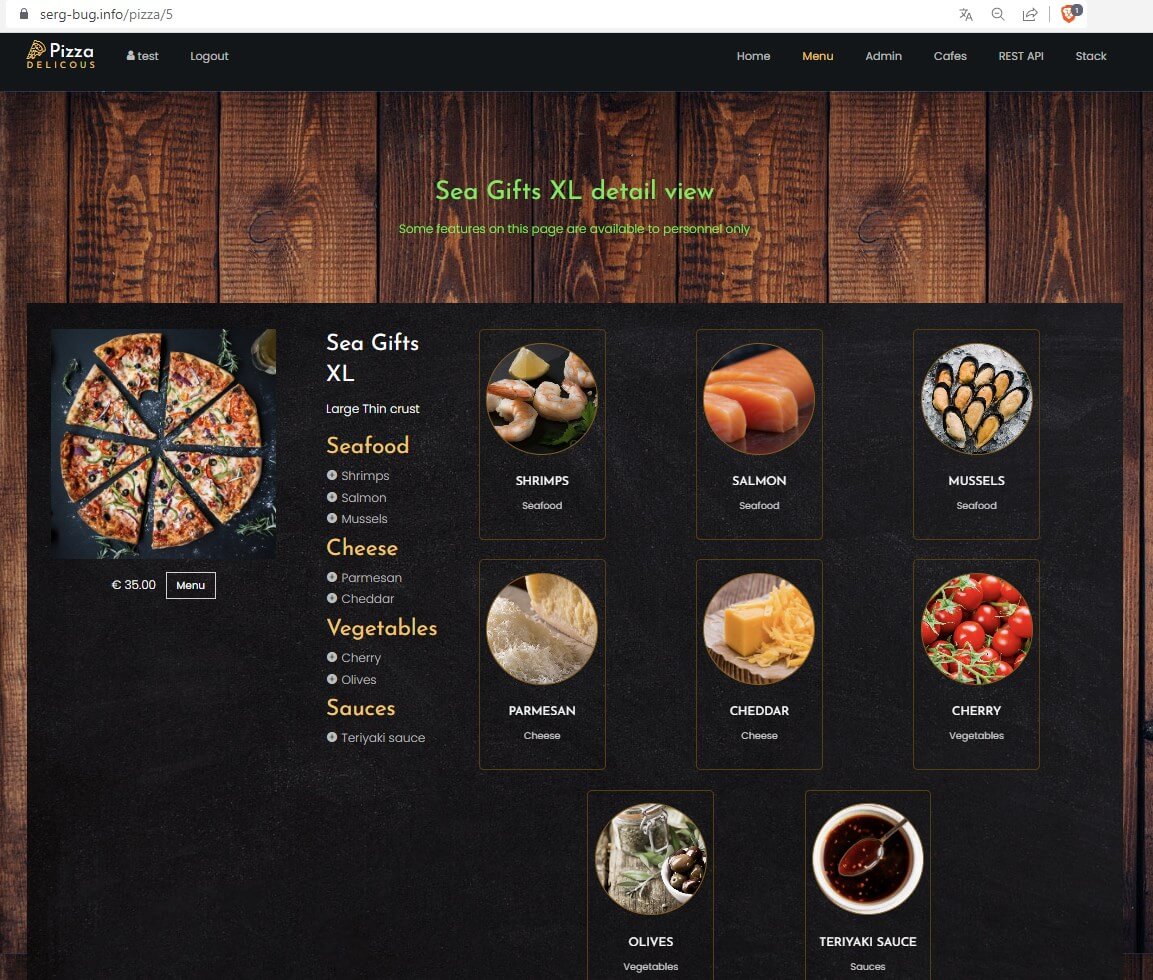 serg-bug.info/pizza/5
1
Pizza
DELICOUS
test
Logout
Home
Menu
Admin
Cafes
REST API
Stack
Sea Gifts XL detail view
Some features on this page are available to personnel only
€ 35.00
Menu
Sea Gifts
XL
Large Thin crust
Seafood
Shrimps
Salmon
Mussels
Cheese
Parmesan
Cheddar
Vegetables
Cherry
Olives
Sauces
Teriyaki sauce
SHRIMPS
Seafood
SALMON
Seafood
MUSSELS
Seafood
PARMESAN
Cheese
CHEDDAR
Cheese
CHERRY
Vegetables
OLIVES
Vegetables
TERIYAKI SAUCE
Sauces